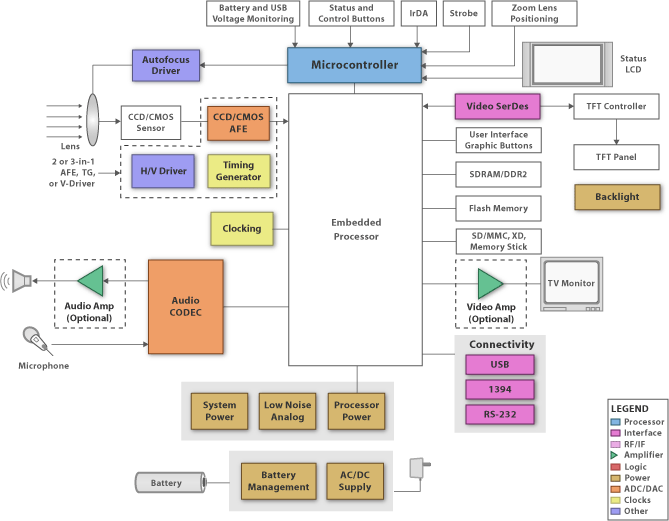 Battery and USB
Voltage Monitoring
Status and
Control Buttons
IrDA
Strobe
Zoom Lens
Positioning
Autofocus
Driver
Microcontroller
Status
LCD
CCD/CMOS
Sensor
CCD/CMOS
AFE
Video SerDes
TFT Controller
Lens
2 or 3-in-1
AFE, TG,
or V-Driver
H/V Driver
Timing
Generator
User Interface
Graphic Buttons
TFT Panel
SDRAM/DDR2
Backlight
Flash Memory
Clocking
Embedded
Processor
SD/MMC, XD,
Memory Stick
Audio Amp
(Optional)
Audio
CODEC
Video Amp
(Optional)
TV Monitor
Microphone
Connectivity
USB
1394
RS-232
System
Power
Low Noise
Analog
Processor
Power
Battery
Battery
Management
AC/DC
Supply
LEGEND
Processor
Interface
RF/IF
Amplifier
Logic
Power
ADC/DAC
Clocks
Other